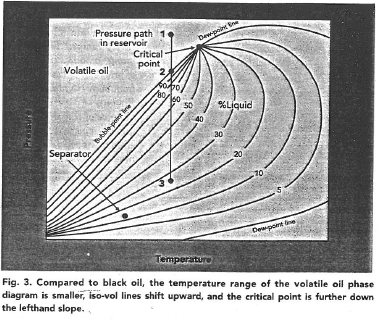 Pressure path
in reservoir
1
Critical
point
Dew-point line
Volatile oil
2
90
80
70
60
50
40
30
20
10
5
%Liquid
Bubble-point line
Separator
3
Dew-point line
Pressure
Temperature
Fig. 3. Compared to black oil, the temperature range of the volatile oil phase
diagram is smaller, iso-vol lines shift upward, and the critical point is further down
the lefthand slope.